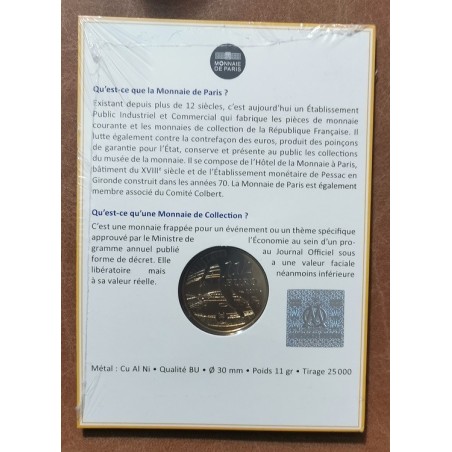 MONNAIE
DE PARIS
Qu'est-ce que la Monnaie de Paris ?
Existant depuis plus de 12 siècles, c'est aujourd'hui un Établissement
Public Industriel et Commercial qui fabrique les pièces de monnaie
courante et les monnaies de collection de la République Française. Il
lutte également contre la contrefaçon des euros, produit des poinçons
de garantie pour l'État, conserve et présente au public les collections
du musée de la monnaie. Il se compose de l'Hôtel de la Monnaie à Paris,
bâtiment du XVIIIe siècle et de l'Établissement monétaire de Pessac en
Gironde construit dans les années 70. La Monnaie de Paris est également
membre associé du Comité Colbert.
Qu'est-ce qu'une Monnaie de Collection ?
C'est une monnaie frappée pour un événement ou un thème spécifique
approuvé par le Ministre de l'Économie au sein d'un pro-
gramme annuel publié au Journal Officiel sous
forme de décret. Elle a une valeur faciale
libératoire mais néanmoins inférieure
à sa valeur réelle.
EURO
Métal : Cu Al Ni • Qualité BU • Ø 30 mm • Poids 11 gr • Tirage 25 000